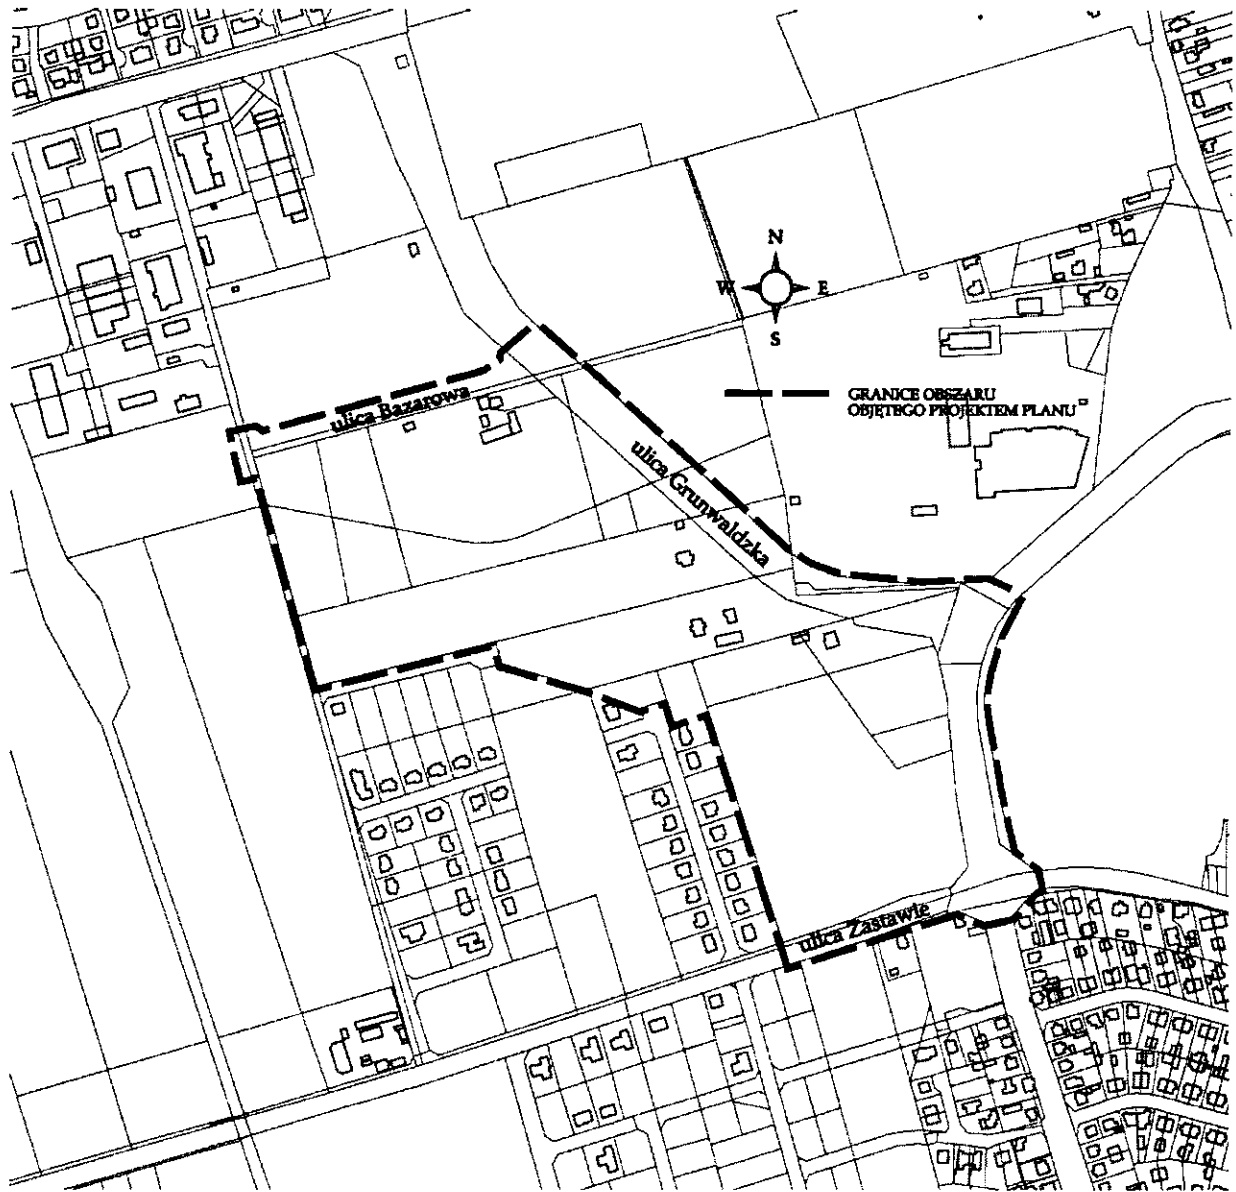 N
W E
S
ulica Bazarowa
GRANICE OBSZARU
OBJĘTEGO PROJEKTEM PLANU
ulica Grunwaldzka
ulica Zastawie